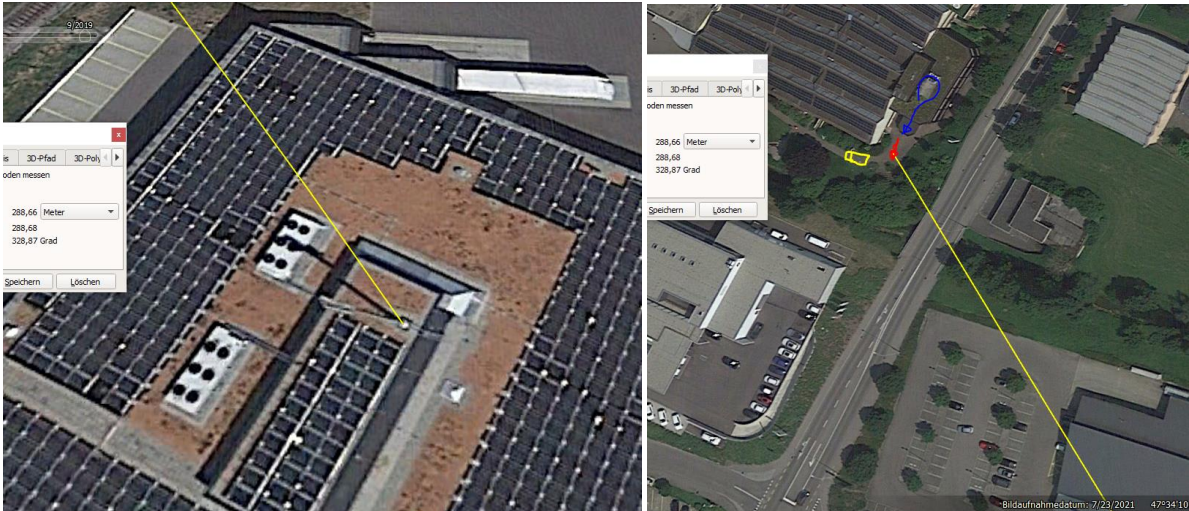 9/2019
is 3D-Pfad 3D-Poly
oden messen
288,66 Meter
288,68
328,87 Grad
Speichern Löschen
is 3D-Pfad 3D-Poly
oden messen
288,66 Meter
288,68
328,87 Grad
Speichern Löschen
Bildaufnahmedatum: 7/23/2021 47°34'10